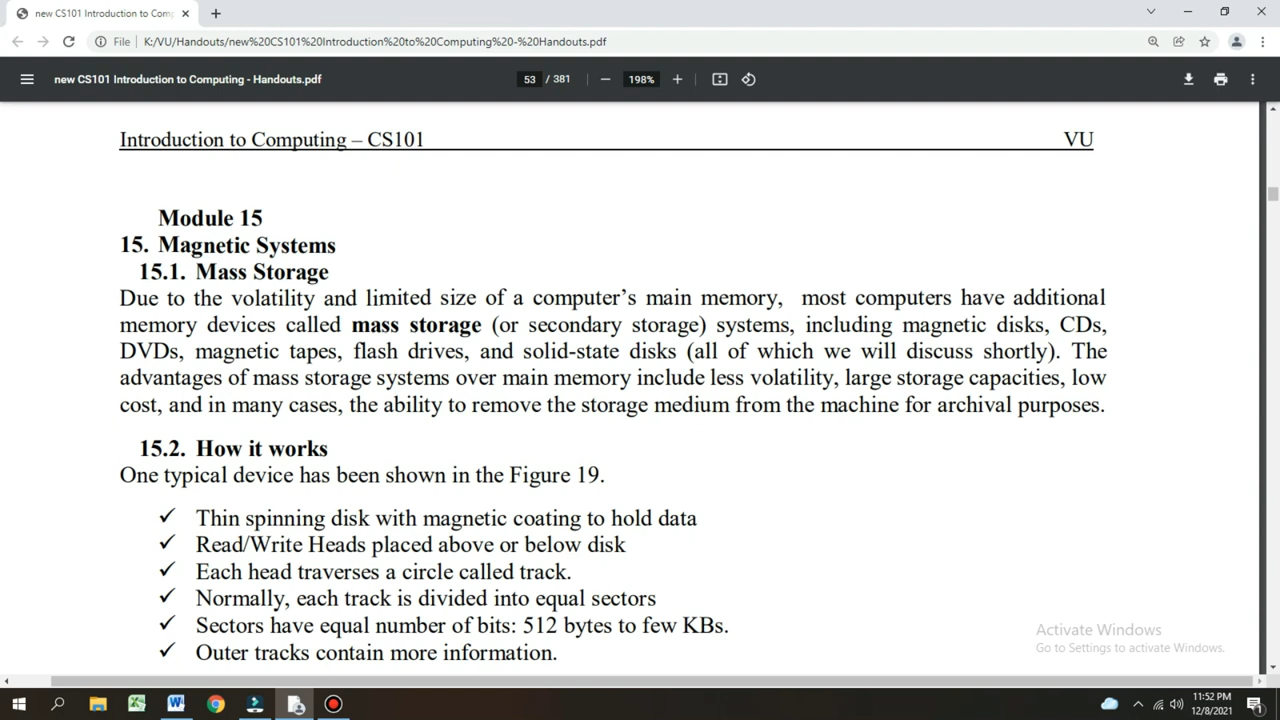 new CS101 Introduction to Com
File K:/VU/Handouts/new%20CS101%20Introduction%20to%20Computing%20-%20Handouts.pdf
new CS101 Introduction to Computing - Handouts.pdf 53 / 381 198%
Introduction to Computing – CS101 VU
Module 15
15. Magnetic Systems
15.1. Mass Storage
Due to the volatility and limited size of a computer's main memory, most computers have additional
memory devices called mass storage (or secondary storage) systems, including magnetic disks, CDs,
DVDs, magnetic tapes, flash drives, and solid-state disks (all of which we will discuss shortly). The
advantages of mass storage systems over main memory include less volatility, large storage capacities, low
cost, and in many cases, the ability to remove the storage medium from the machine for archival purposes.
15.2. How it works
One typical device has been shown in the Figure 19.
✓ Thin spinning disk with magnetic coating to hold data
✓ Read/Write Heads placed above or below disk
✓ Each head traverses a circle called track.
✓ Normally, each track is divided into equal sectors
✓ Sectors have equal number of bits: 512 bytes to few KBs.
✓ Outer tracks contain more information.
Activate Windows
Go to Settings to activate Windows.
11:52 PM
12/8/2021